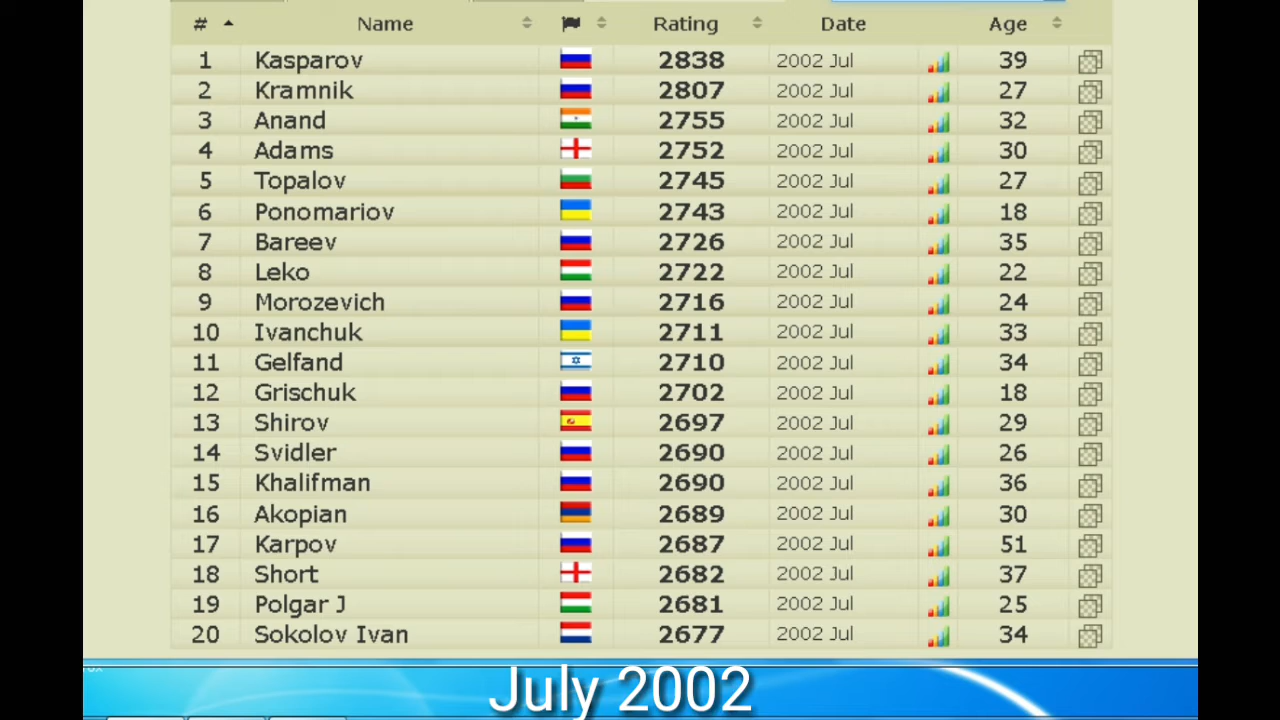 # Name Rating Date Age
1 Kasparov 2838 2002 Jul 39
2 Kramnik 2807 2002 Jul 27
3 Anand 2755 2002 Jul 32
4 Adams 2752 2002 Jul 30
5 Topalov 2745 2002 Jul 27
6 Ponomariov 2743 2002 Jul 18
7 Bareev 2726 2002 Jul 35
8 Leko 2722 2002 Jul 22
9 Morozevich 2716 2002 Jul 24
10 Ivanchuk 2711 2002 Jul 33
11 Gelfand 2710 2002 Jul 34
12 Grischuk 2702 2002 Jul 18
13 Shirov 2697 2002 Jul 29
14 Svidler 2690 2002 Jul 26
15 Khalifman 2690 2002 Jul 36
16 Akopian 2689 2002 Jul 30
17 Karpov 2687 2002 Jul 51
18 Short 2682 2002 Jul 37
19 Polgar J 2681 2002 Jul 25
20 Sokolov Ivan 2677 2002 Jul 34
July 2002